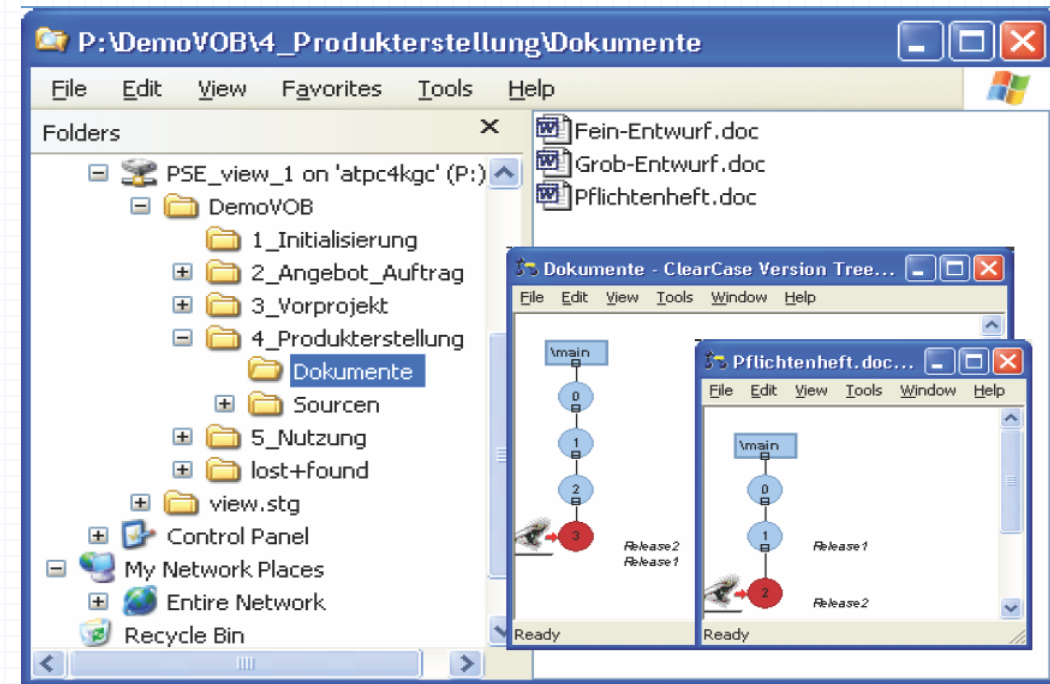 P:\DemoVOB\4_Produkterstellung\Dokumente
File Edit View Favorites Tools Help
Folders
PSE_view_1 on 'atpc4kgc' (P:)
DemoVOB
1_Initialisierung
2_Angebot_Auftrag
3_Vorprojekt
4_Produkterstellung
Dokumente
Sourcen
5_Nutzung
lost+found
view.stg
Control Panel
My Network Places
Entire Network
Recycle Bin
Fein-Entwurf.doc
Grob-Entwurf.doc
Pflichtenheft.doc
Dokumente - ClearCase Version Tree...
File Edit View Tools Window Help
\main
0
1
2
3
Release2
Release1
Ready
Pflichtenheft.doc...
File Edit View Tools Window Help
\main
0
1
Release1
2
Release2
Ready